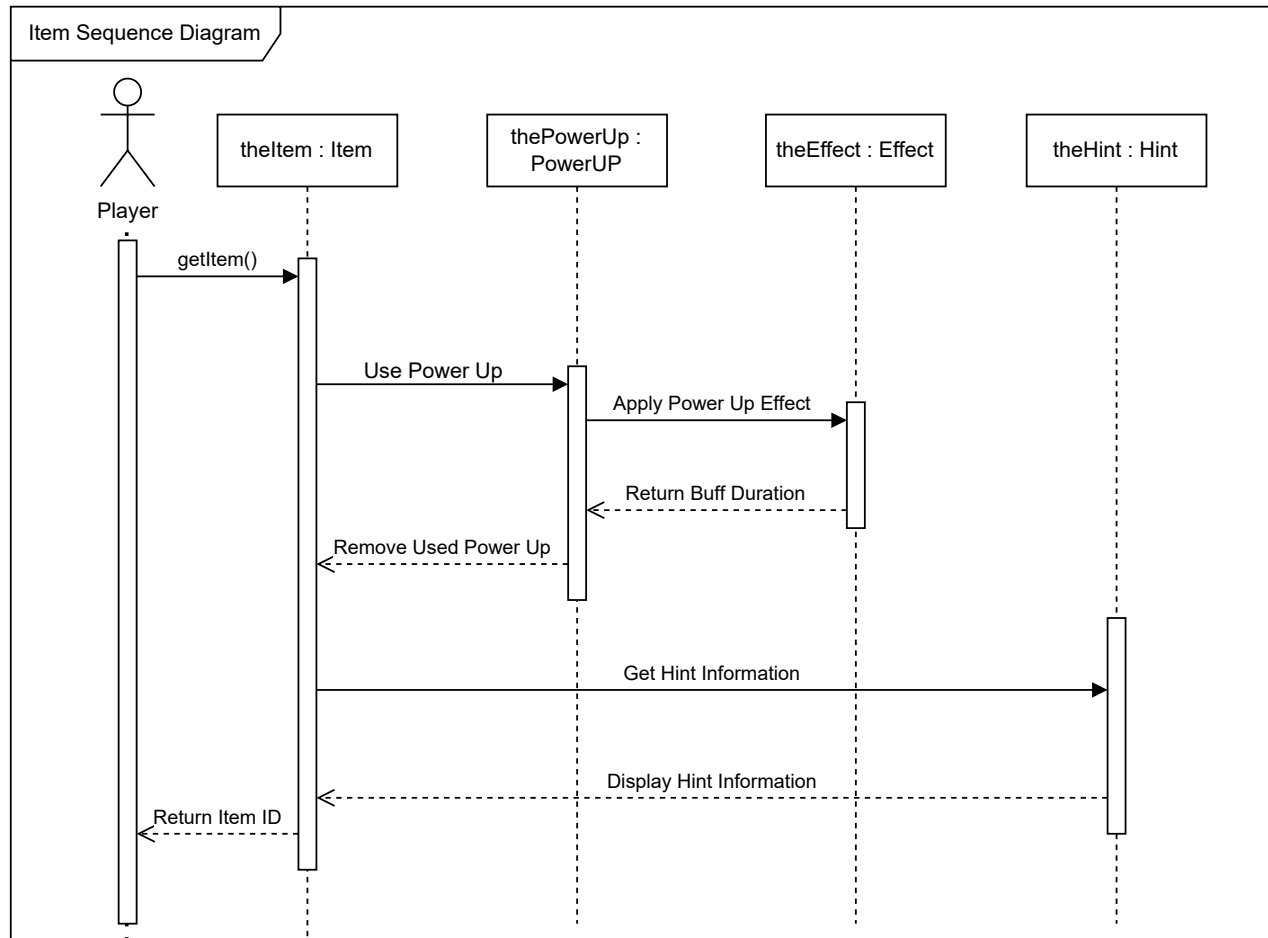 Item Sequence Diagram
Player
theItem : Item
thePowerUp :
PowerUP
theEffect : Effect
theHint : Hint
getItem()
Use Power Up
Apply Power Up Effect
Return Buff Duration
Remove Used Power Up
Get Hint Information
Display Hint Information
Return Item ID